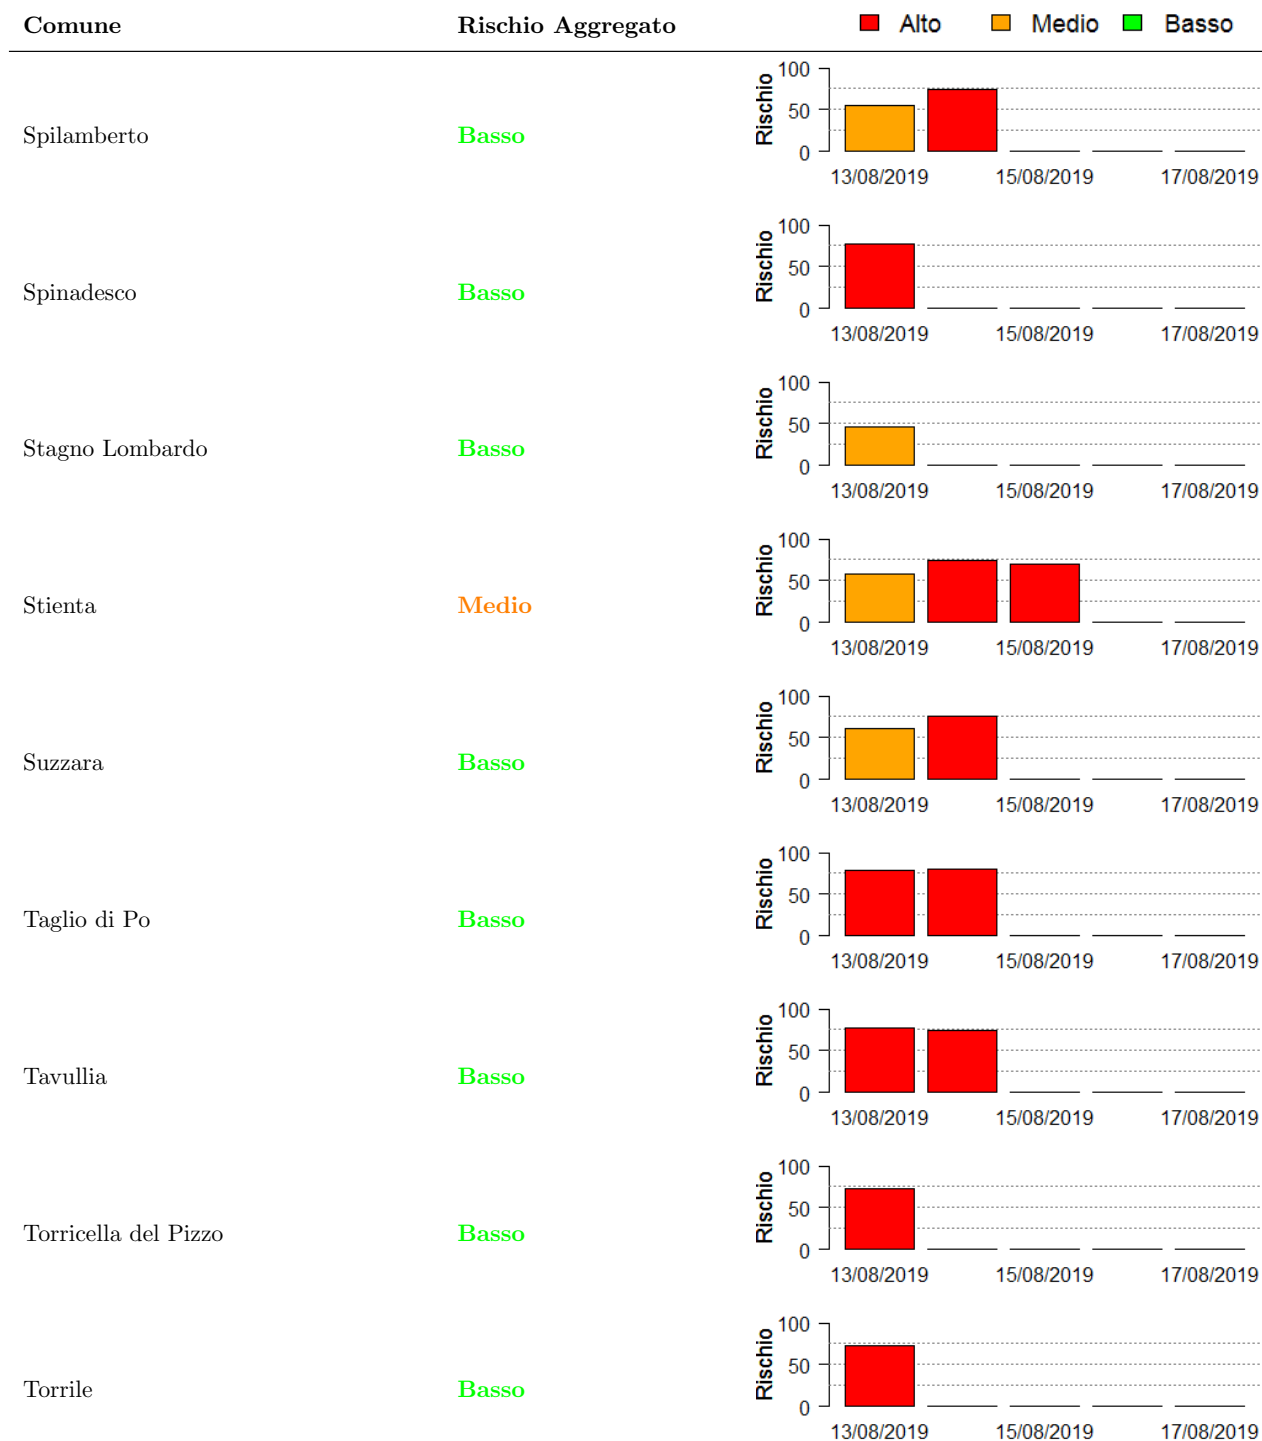 Comune Rischio Aggregato Alto Medio Basso
Spilamberto Basso Rischio 100 50 0
13/08/2019 15/08/2019 17/08/2019
Spinadesco Basso Rischio 100 50 0
13/08/2019 15/08/2019 17/08/2019
Stagno Lombardo Basso Rischio 100 50 0
13/08/2019 15/08/2019 17/08/2019
Stienta Medio Rischio 100 50 0
13/08/2019 15/08/2019 17/08/2019
Suzzara Basso Rischio 100 50 0
13/08/2019 15/08/2019 17/08/2019
Taglio di Po Basso Rischio 100 50 0
13/08/2019 15/08/2019 17/08/2019
Tavullia Basso Rischio 100 50 0
13/08/2019 15/08/2019 17/08/2019
Torricella del Pizzo Basso Rischio 100 50 0
13/08/2019 15/08/2019 17/08/2019
Torrile Basso Rischio 100 50 0
13/08/2019 15/08/2019 17/08/2019